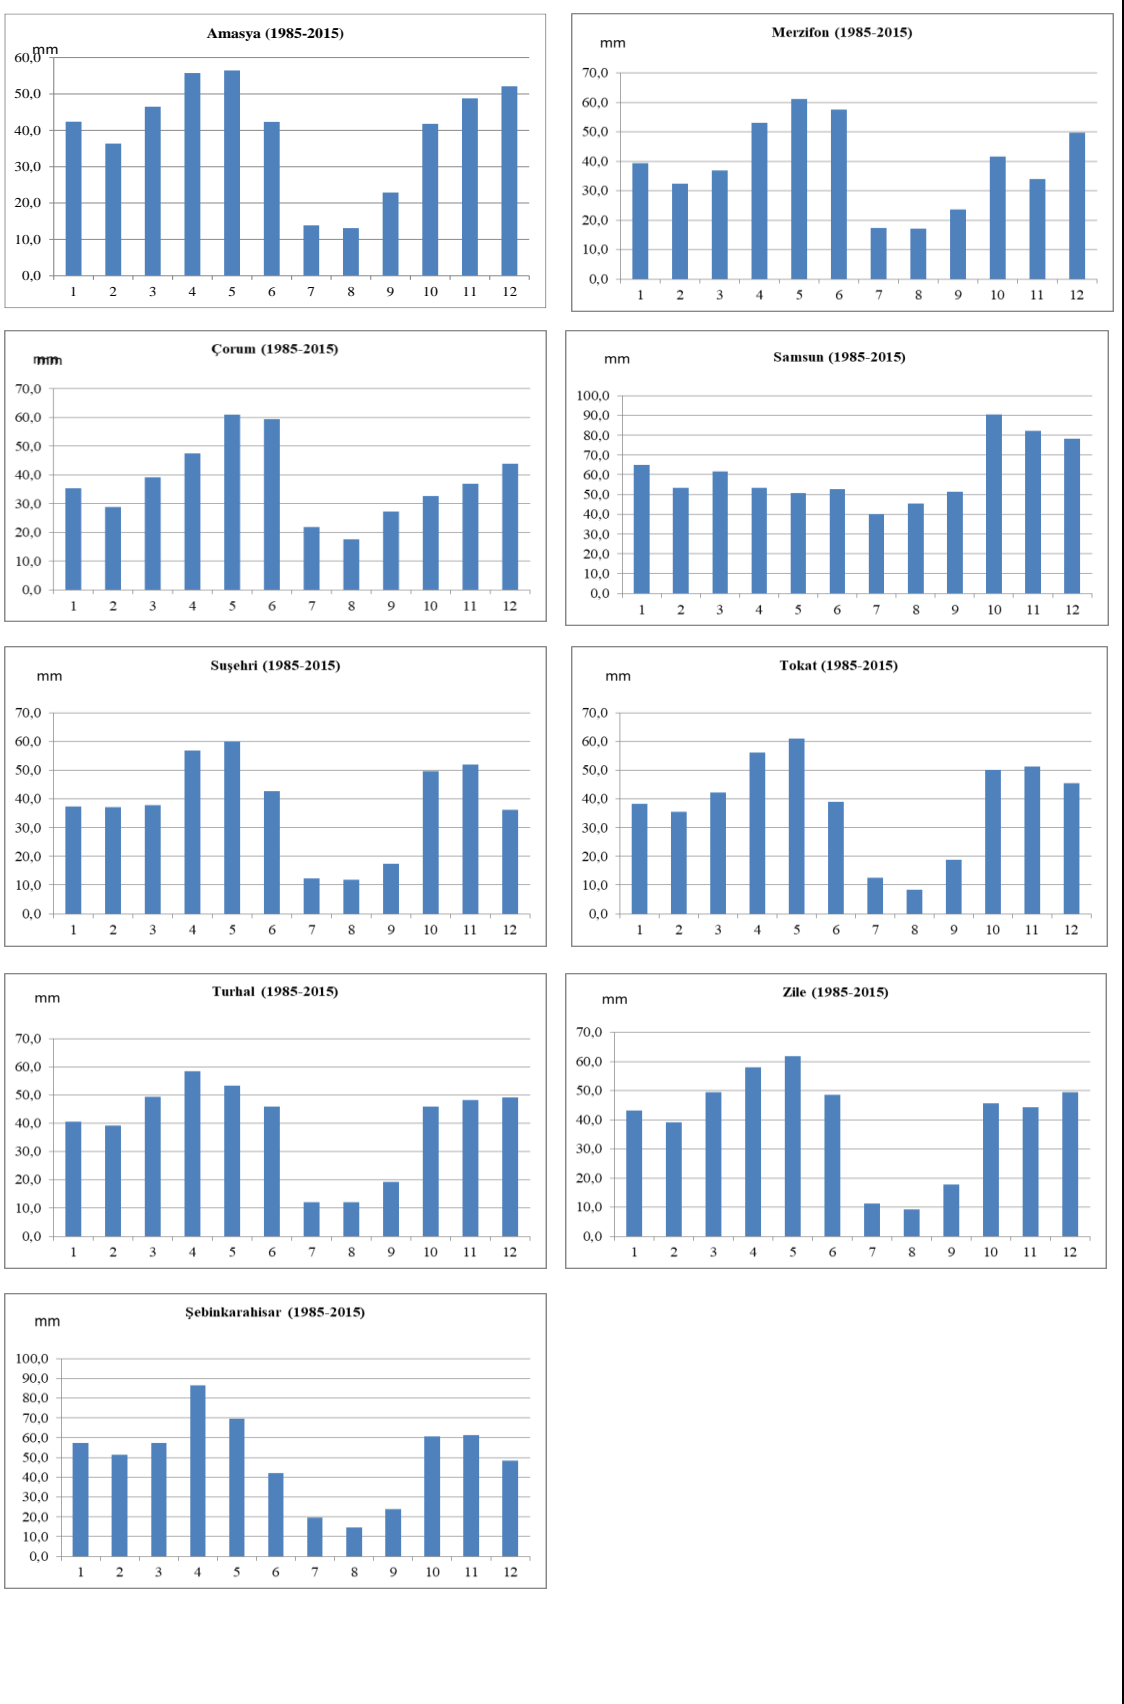 Amasya (1985-2015)
mm
60,0
50,0
40,0
30,0
20,0
10,0
0,0
1 2 3 4 5 6 7 8 9 10 11 12
Merzifon (1985-2015)
mm
70,0
60,0
50,0
40,0
30,0
20,0
10,0
0,0
1 2 3 4 5 6 7 8 9 10 11 12
Çorum (1985-2015)
mm
mm
70,0
60,0
50,0
40,0
30,0
20,0
10,0
0,0
1 2 3 4 5 6 7 8 9 10 11 12
Samsun (1985-2015)
mm
100,0
90,0
80,0
70,0
60,0
50,0
40,0
30,0
20,0
10,0
0,0
1 2 3 4 5 6 7 8 9 10 11 12
Suşehri (1985-2015)
mm
70,0
60,0
50,0
40,0
30,0
20,0
10,0
0,0
1 2 3 4 5 6 7 8 9 10 11 12
Tokat (1985-2015)
mm
70,0
60,0
50,0
40,0
30,0
20,0
10,0
0,0
1 2 3 4 5 6 7 8 9 10 11 12
Turhal (1985-2015)
mm
70,0
60,0
50,0
40,0
30,0
20,0
10,0
0,0
1 2 3 4 5 6 7 8 9 10 11 12
Zile (1985-2015)
mm
70,0
60,0
50,0
40,0
30,0
20,0
10,0
0,0
1 2 3 4 5 6 7 8 9 10 11 12
Şebinkarahisar (1985-2015)
mm
100,0
90,0
80,0
70,0
60,0
50,0
40,0
30,0
20,0
10,0
0,0
1 2 3 4 5 6 7 8 9 10 11 12